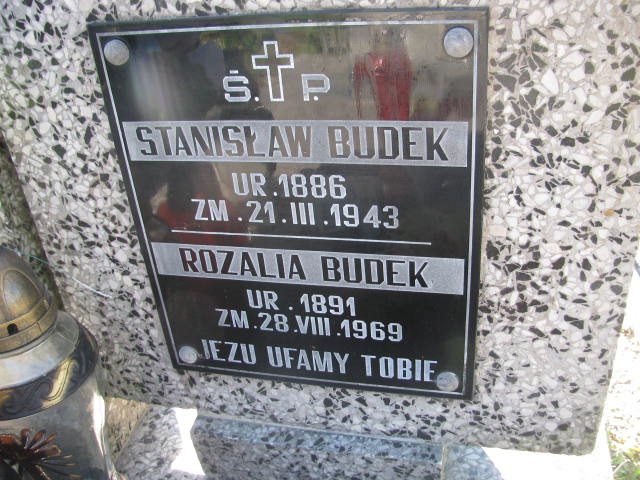 Ś. P.
STANISŁAW BUDEK
UR. 1886
ZM. 21. III. 1943
ROZALIA BUDEK
UR. 1891
ZM. 28. VIII. 1969
JEZU UFAMY TOBIE